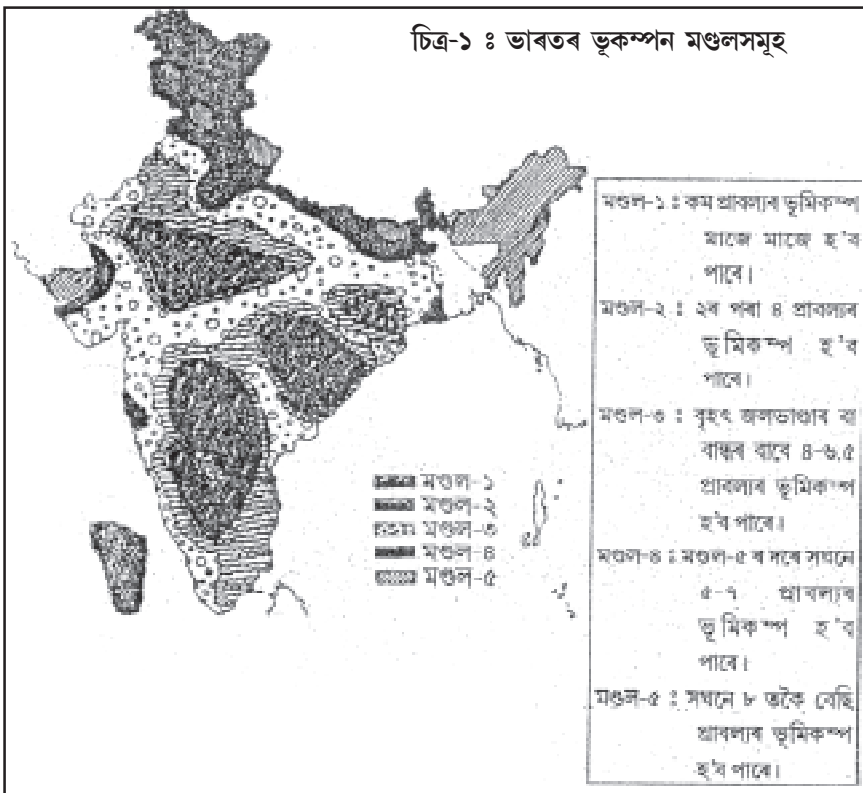 চিত্ৰ-১ ঃ ভাৰতৰ ভূকম্পন মণ্ডলসমূহ
মণ্ডল-১ : কম প্ৰাবল্যৰ ভূমিকম্প
মাজে মাজে হ'ব
পাৰে।
মণ্ডল-২ : ২ৰ পৰা ৪ প্ৰাবল্যৰ
ভূমিকম্প হ'ব
পাৰে।
মণ্ডল-৩ : বৃহৎ জলভাণ্ডাৰ বা
বান্ধৰ বাবে ৪-৬.৫
প্ৰাবল্যৰ ভূমিকম্প
হ'ব পাৰে।
মণ্ডল-৪ : মণ্ডল-৫ ৰ দৰে সঘনে
৫-৭ প্ৰাবল্যৰ
ভূমিকম্প হ'ব
পাৰে।
মণ্ডল-৫ : সঘনে ৮ তকৈ বেছি
প্ৰাবল্যৰ ভূমিকম্প
হ'ব পাৰে।
মণ্ডল-১
মণ্ডল-২
মণ্ডল-৩
মণ্ডল-৪
মণ্ডল-৫